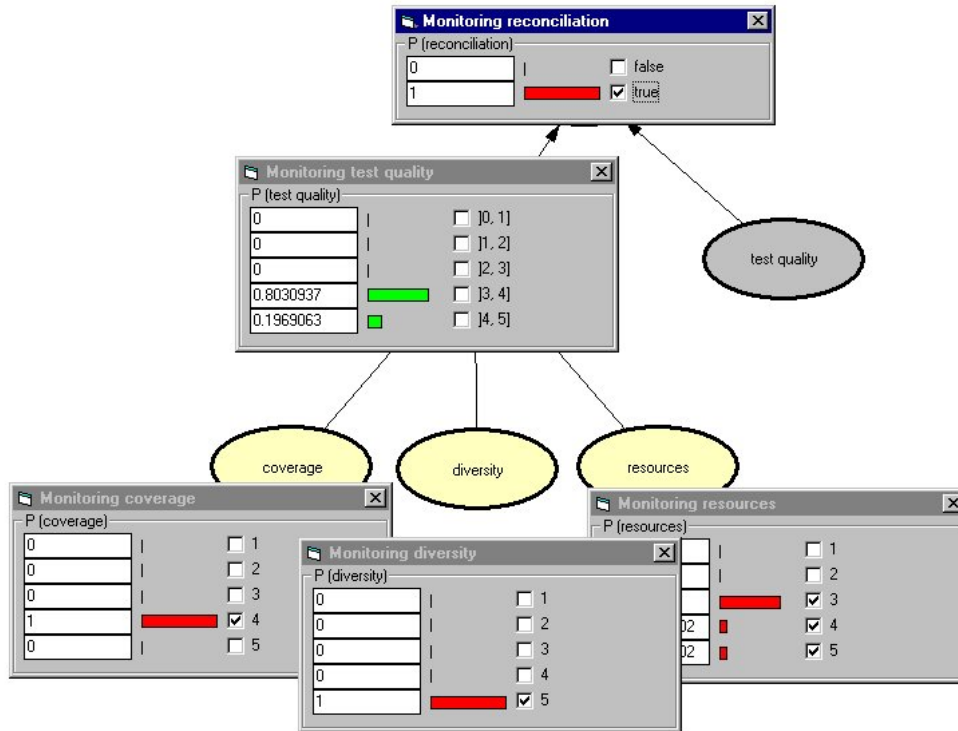 Monitoring reconciliation
P (reconciliation)
0 false
1 true
Monitoring test quality
P (test quality)
0 ]0, 1]
0 ]1, 2]
0 ]2, 3]
0.8030937 ]3, 4]
0.1969063 ]4, 5]
test quality
coverage
diversity
resources
Monitoring coverage
P (coverage)
0 1
0 2
0 3
1 4
0 5
Monitoring diversity
P (diversity)
0 1
0 2
0 3
0 4
1 5
Monitoring resources
P (resources)
1
2
3
02 4
02 5